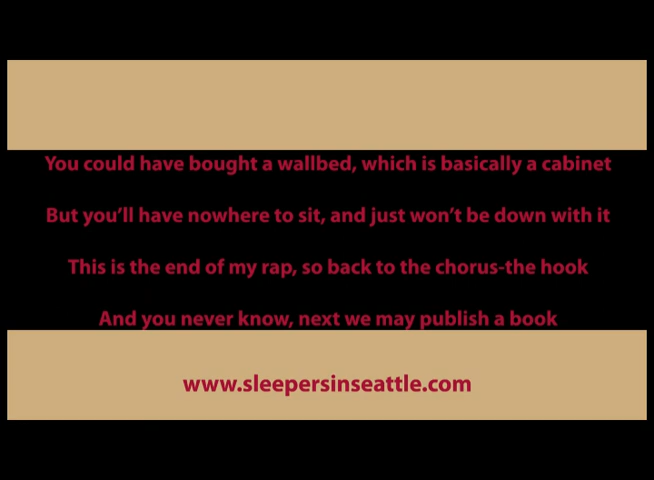 You could have bought a wallbed, which is basically a cabinet
But you’ll have nowhere to sit, and just won’t be down with it
This is the end of my rap, so back to the chorus-the hook
And you never know, next we may publish a book
www.sleepersinseattle.com